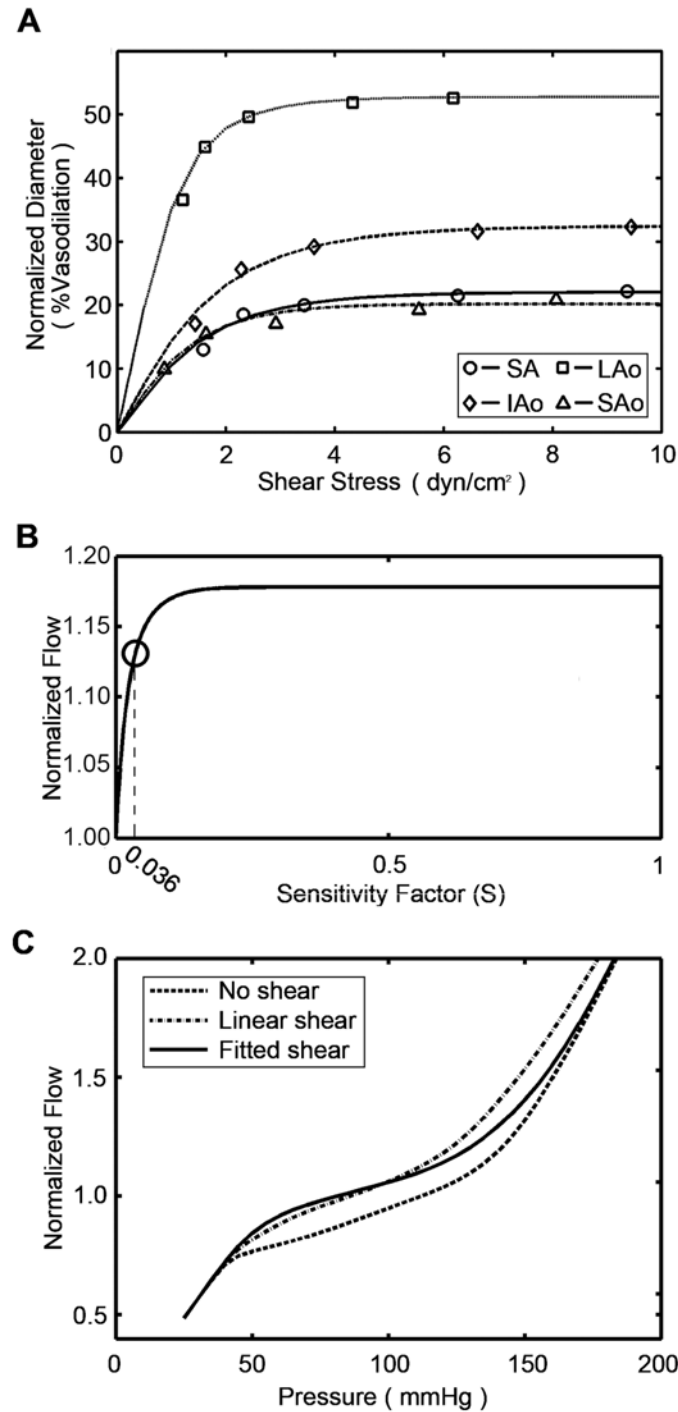 A
Normalized Diameter
( %Vasodilation )
50
40
30
20
10
0
SA
LAo
IAo
SAo
0 2 4 6 8 10
Shear Stress ( dyn/cm² )
B
Normalized Flow
1.20
1.15
1.10
1.05
1.00
0 0.036 0.5 1
Sensitivity Factor (S)
C
Normalized Flow
2.0
1.5
1.0
0.5
No shear
Linear shear
Fitted shear
0 50 100 150 200
Pressure ( mmHg )